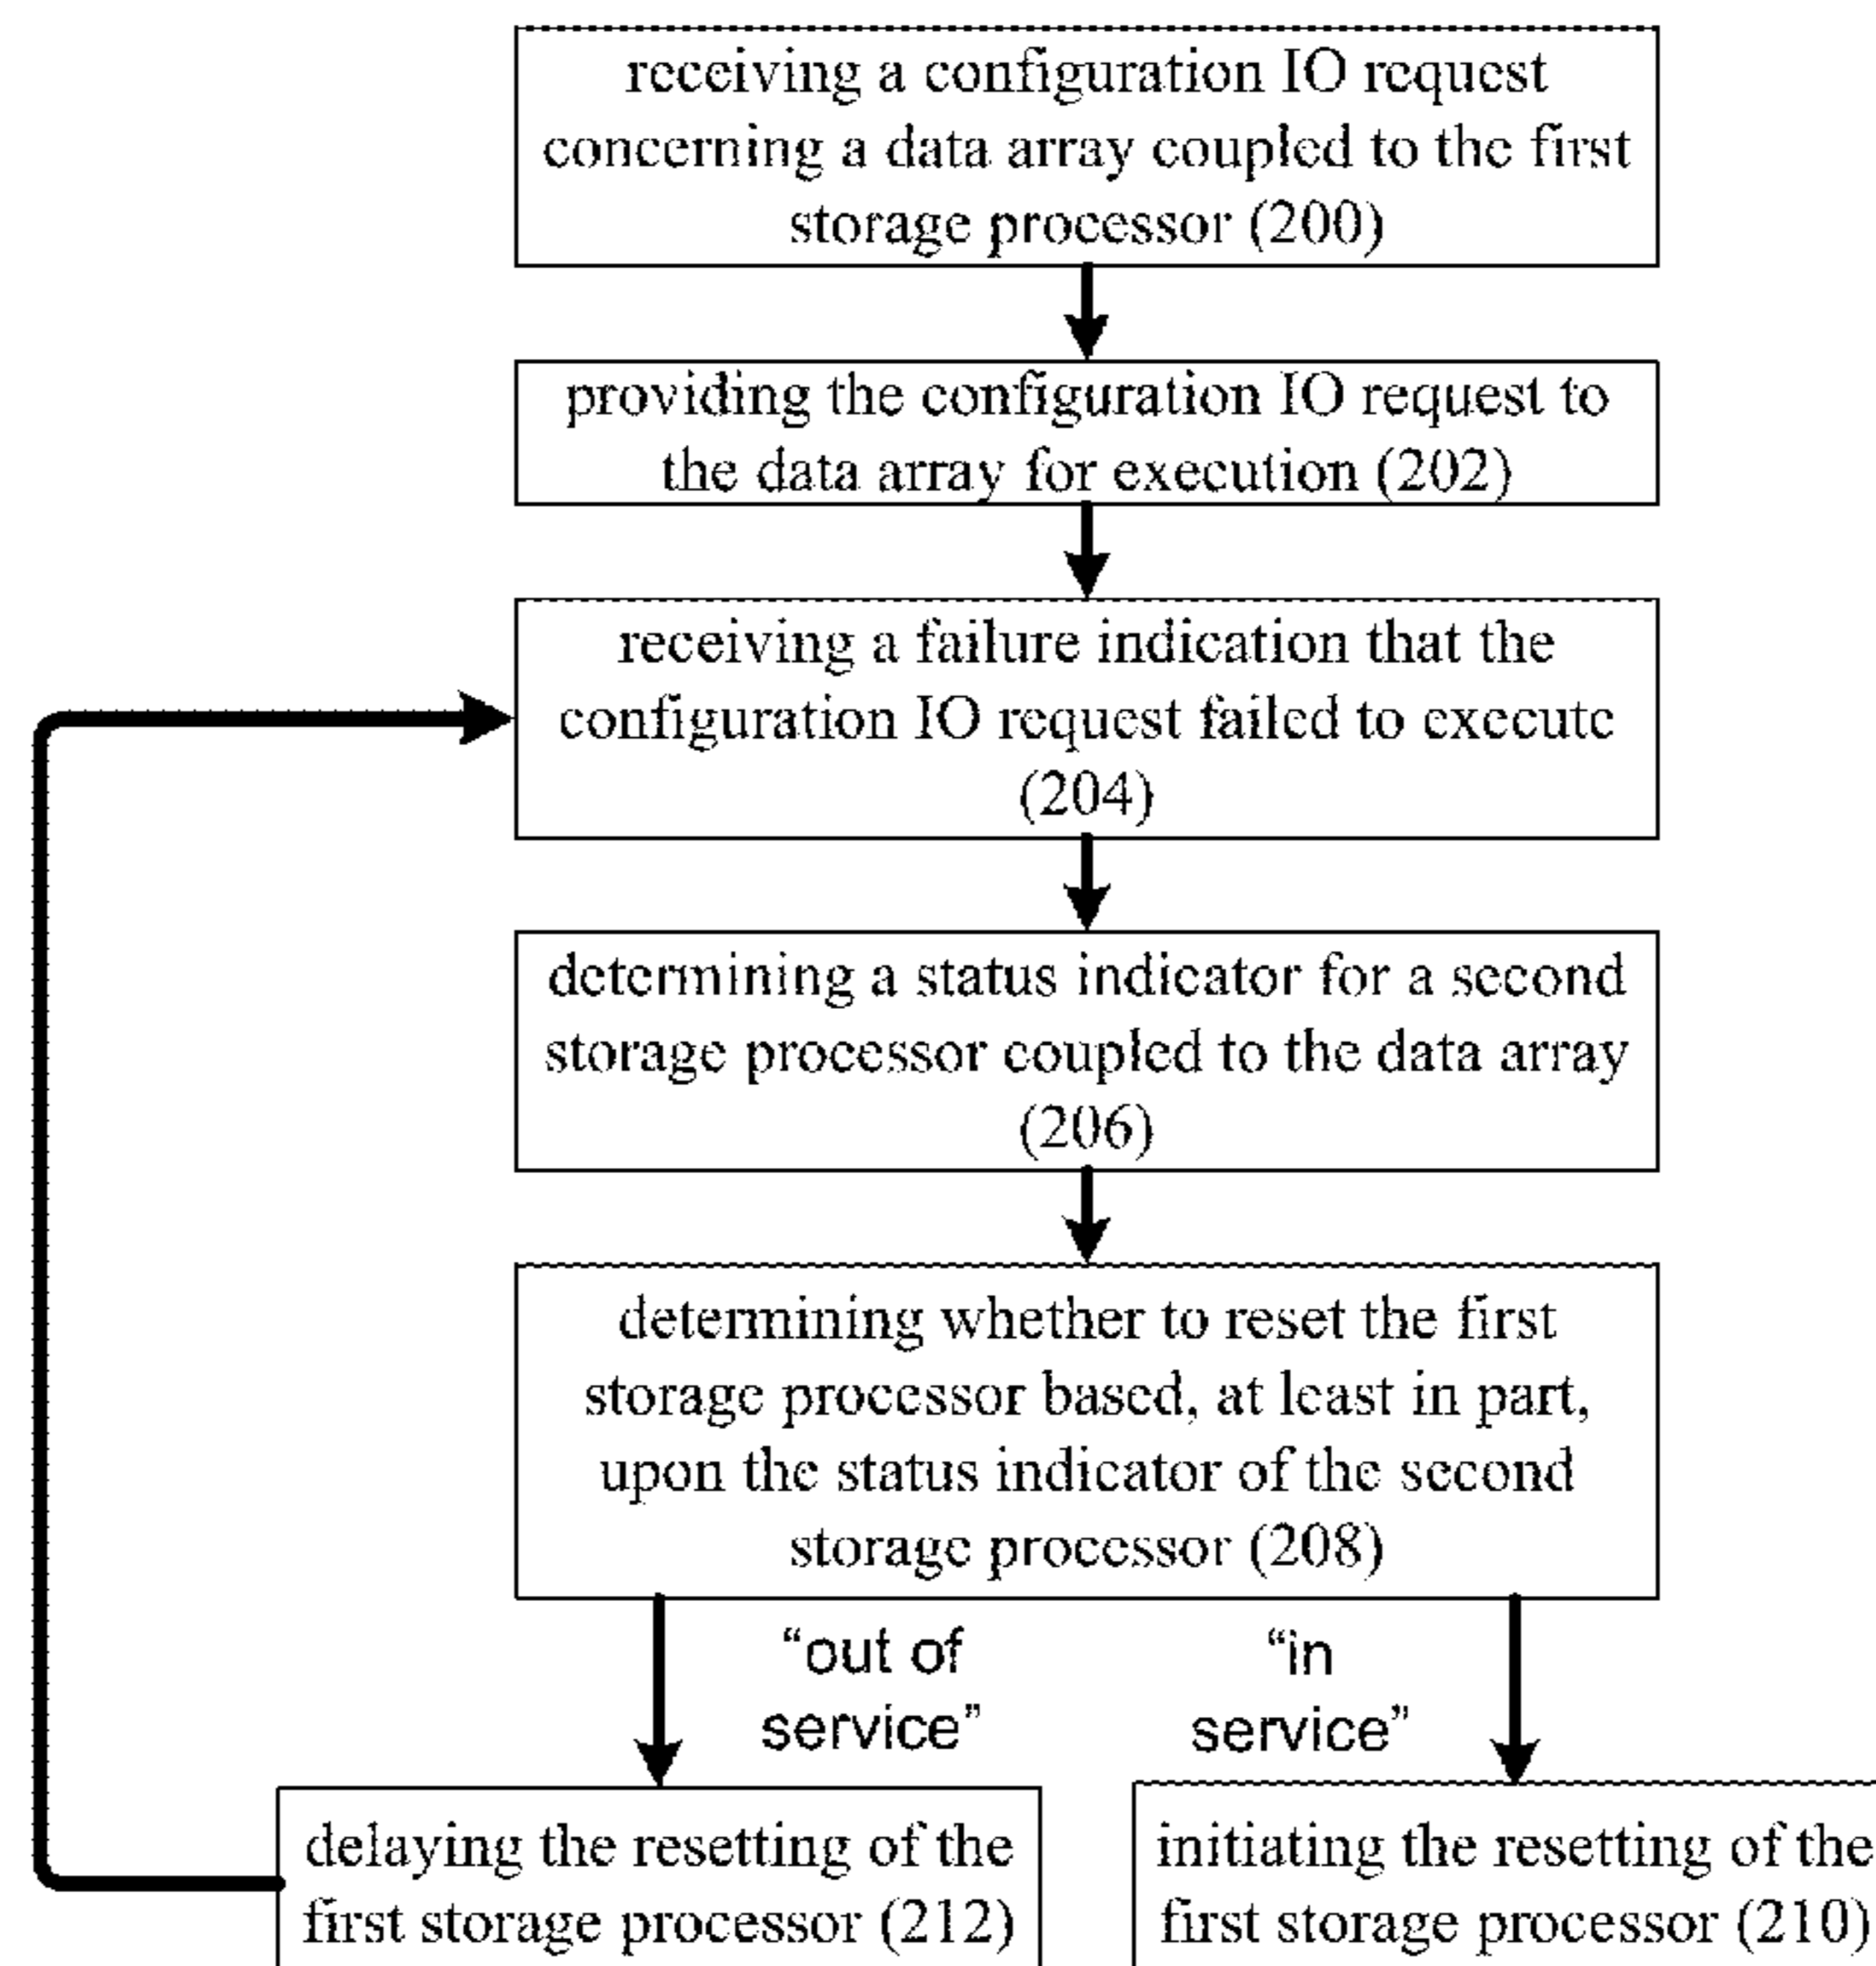 receiving a configuration IO request
concerning a data array coupled to the first
storage processor (200)
providing the configuration IO request to
the data array for execution (202)
receiving a failure indication that the
configuration IO request failed to execute
(204)
determining a status indicator for a second
storage processor coupled to the data array
(206)
determining whether to reset the first
storage processor based, at least in part,
upon the status indicator of the second
storage processor (208)
“out of
service”
“in
service”
delaying the resetting of the
first storage processor (212)
initiating the resetting of the
first storage processor (210)